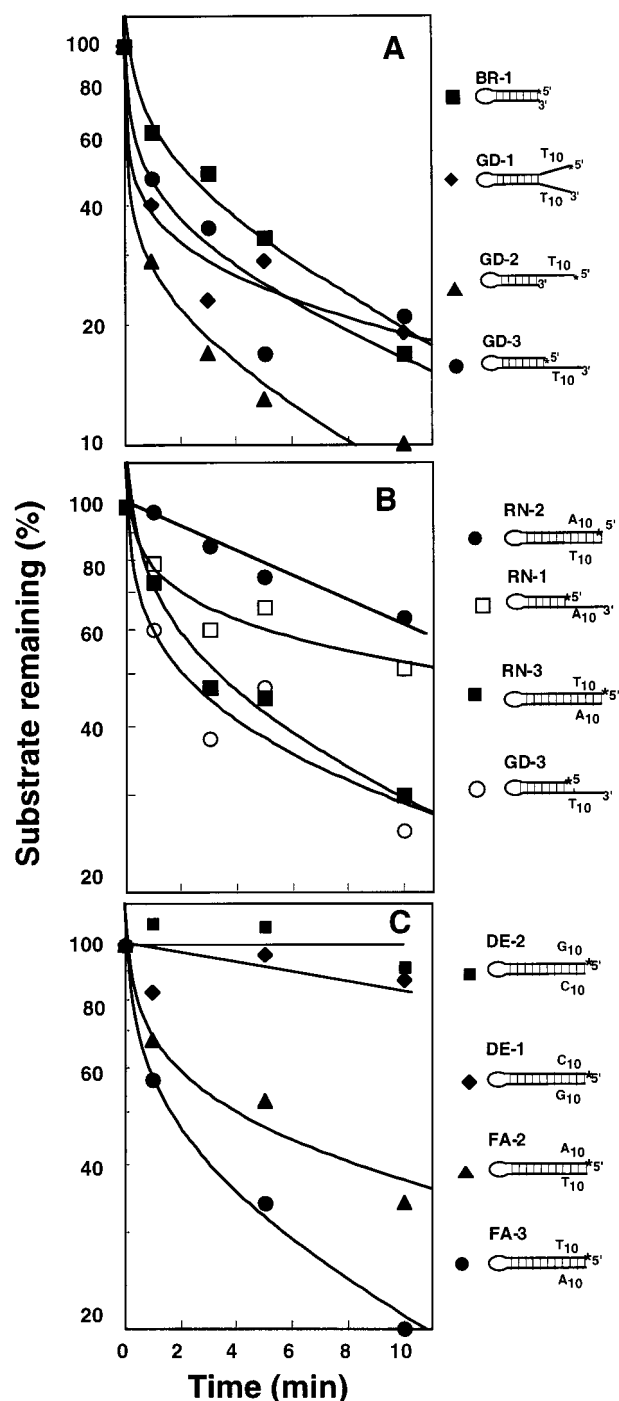 Substrate remaining (%)
A
100
80
60
40
20
10
BR-1
*5'
3'
GD-1
T10
*5'
T10
3'
GD-2
T10
*5'
3'
GD-3
*5'
T10 3'
B
100
80
60
40
20
RN-2
A10 *5'
T10
RN-1
*5'
A10 3'
RN-3
T10 *5'
A10
GD-3
*5
T10 3'
C
100
80
60
40
20
DE-2
G10 *5'
C10
DE-1
C10 *5'
G10
FA-2
A10 *5'
T10
FA-3
T10 *5'
A10
0 2 4 6 8 10
Time (min)